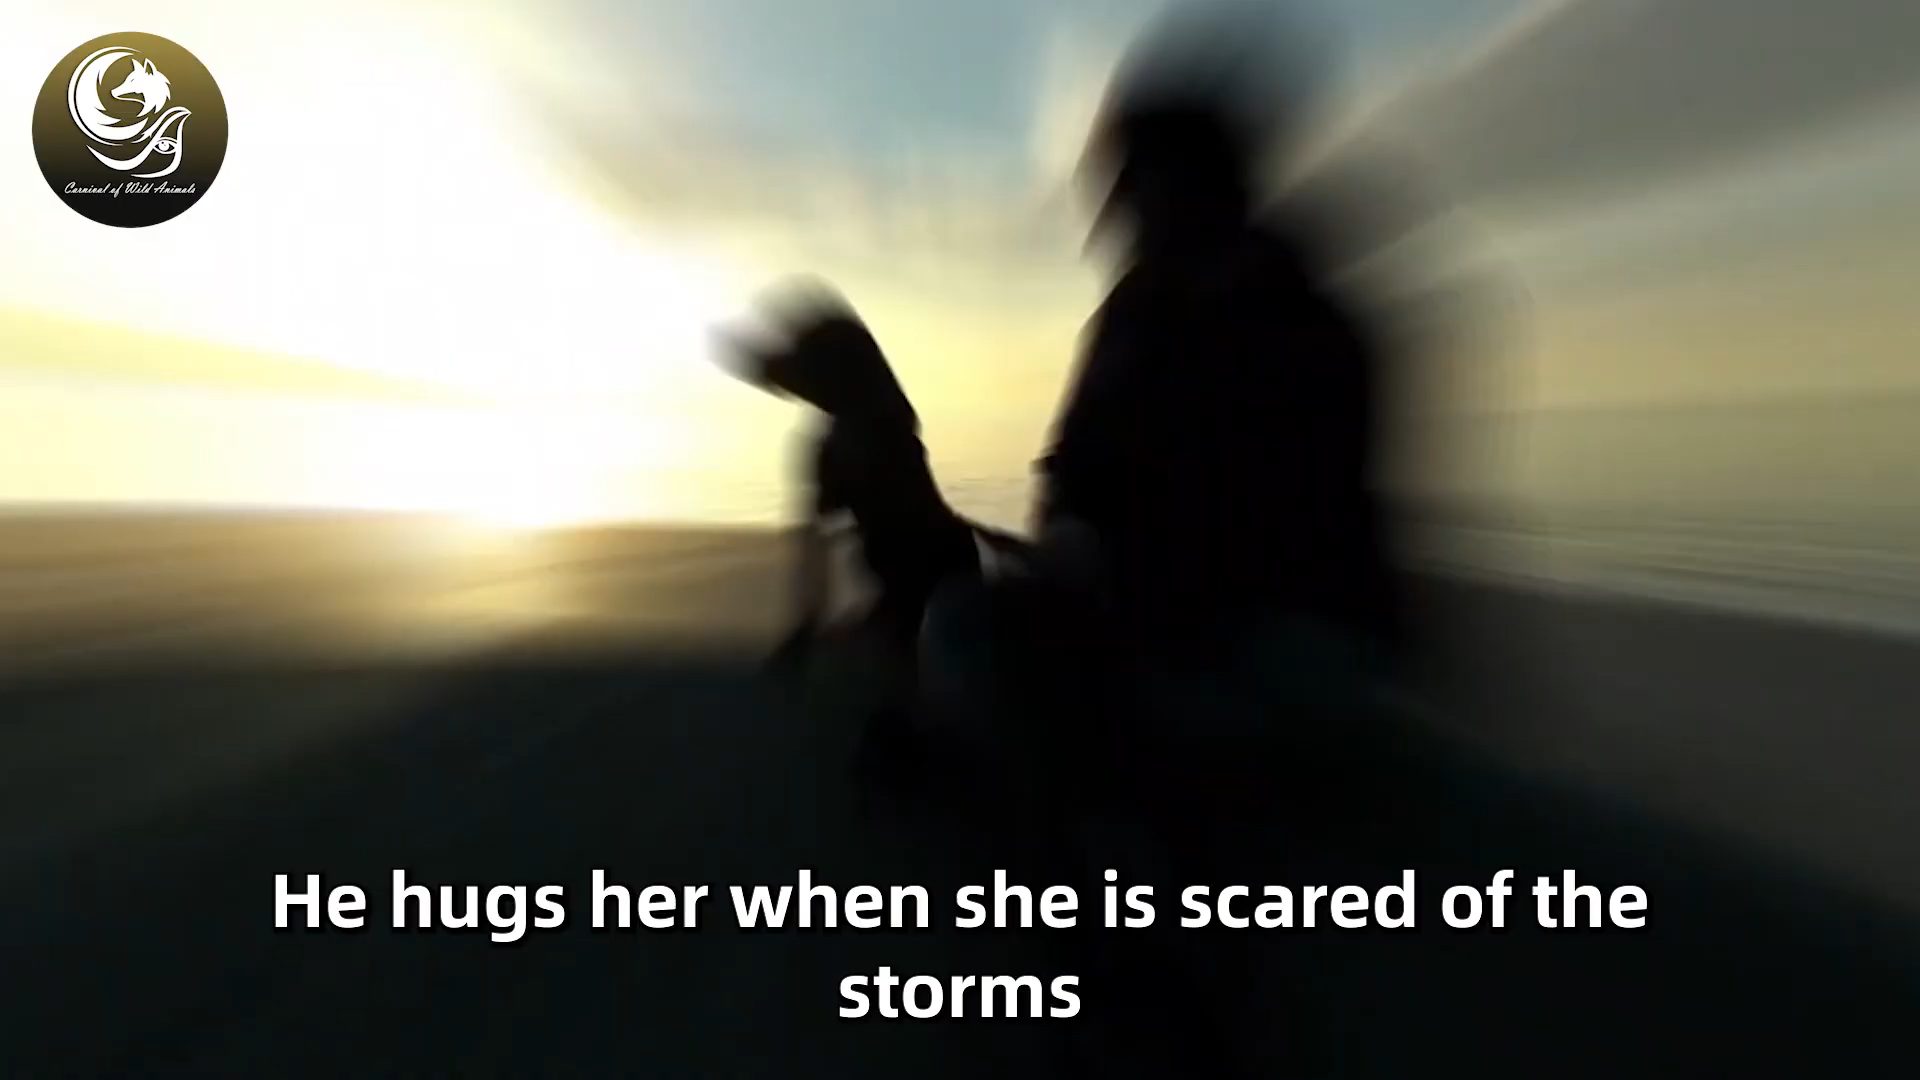 Carnival of Wild Animals
He hugs her when she is scared of the
storms